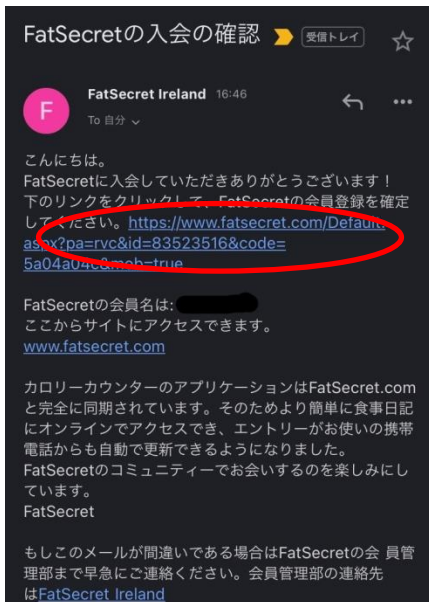 FatSecretの入会の確認 受信トレイ
F
FatSecret Ireland 16:46
To 自分
こんにちは。
FatSecretに入会していただきありがとうございます！
下のリンクをクリックして、FatSecretの会員登録を確定
してください。https://www.fatsecret.com/Default.
aspx?pa=rvc&id=83523516&code=
5a04a04c&mob=true
FatSecretの会員名は:
ここからサイトにアクセスできます。
www.fatsecret.com
カロリーカウンターのアプリケーションはFatSecret.com
と完全に同期されています。そのためより簡単に食事日記
にオンラインでアクセスでき、エントリーがお使いの携帯
電話からも自動で更新できるようになりました。
FatSecretのコミュニティーでお会いするのを楽しみにし
ています。
FatSecret
もしこのメールが間違いである場合はFatSecretの会 員管
理部まで早急にご連絡ください。会員管理部の連絡先
はFatSecret Ireland